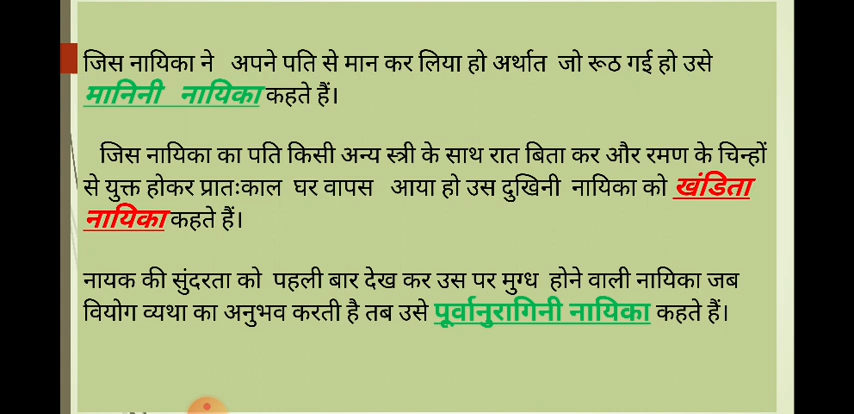 जिस नायिका ने अपने पति से मान कर लिया हो अर्थात जो रूठ गई हो उसे
मानिनी नायिका कहते हैं।
जिस नायिका का पति किसी अन्य स्त्री के साथ रात बिता कर और रमण के चिन्हों
से युक्त होकर प्रातःकाल घर वापस आया हो उस दुखिनी नायिका को खंडिता
नायिका कहते हैं।
नायक की सुंदरता को पहली बार देख कर उस पर मुग्ध होने वाली नायिका जब
वियोग व्यथा का अनुभव करती है तब उसे पूर्वानुरागिनी नायिका कहते हैं।